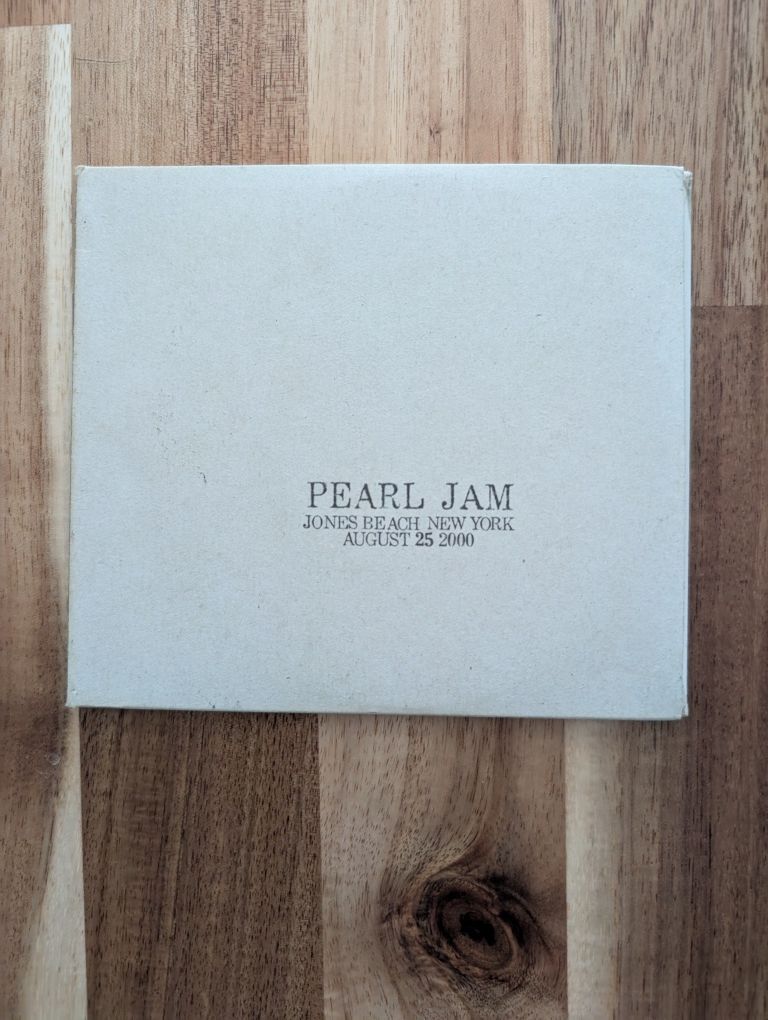 PEARL JAM
JONES BEACH NEW YORK
AUGUST 25 2000